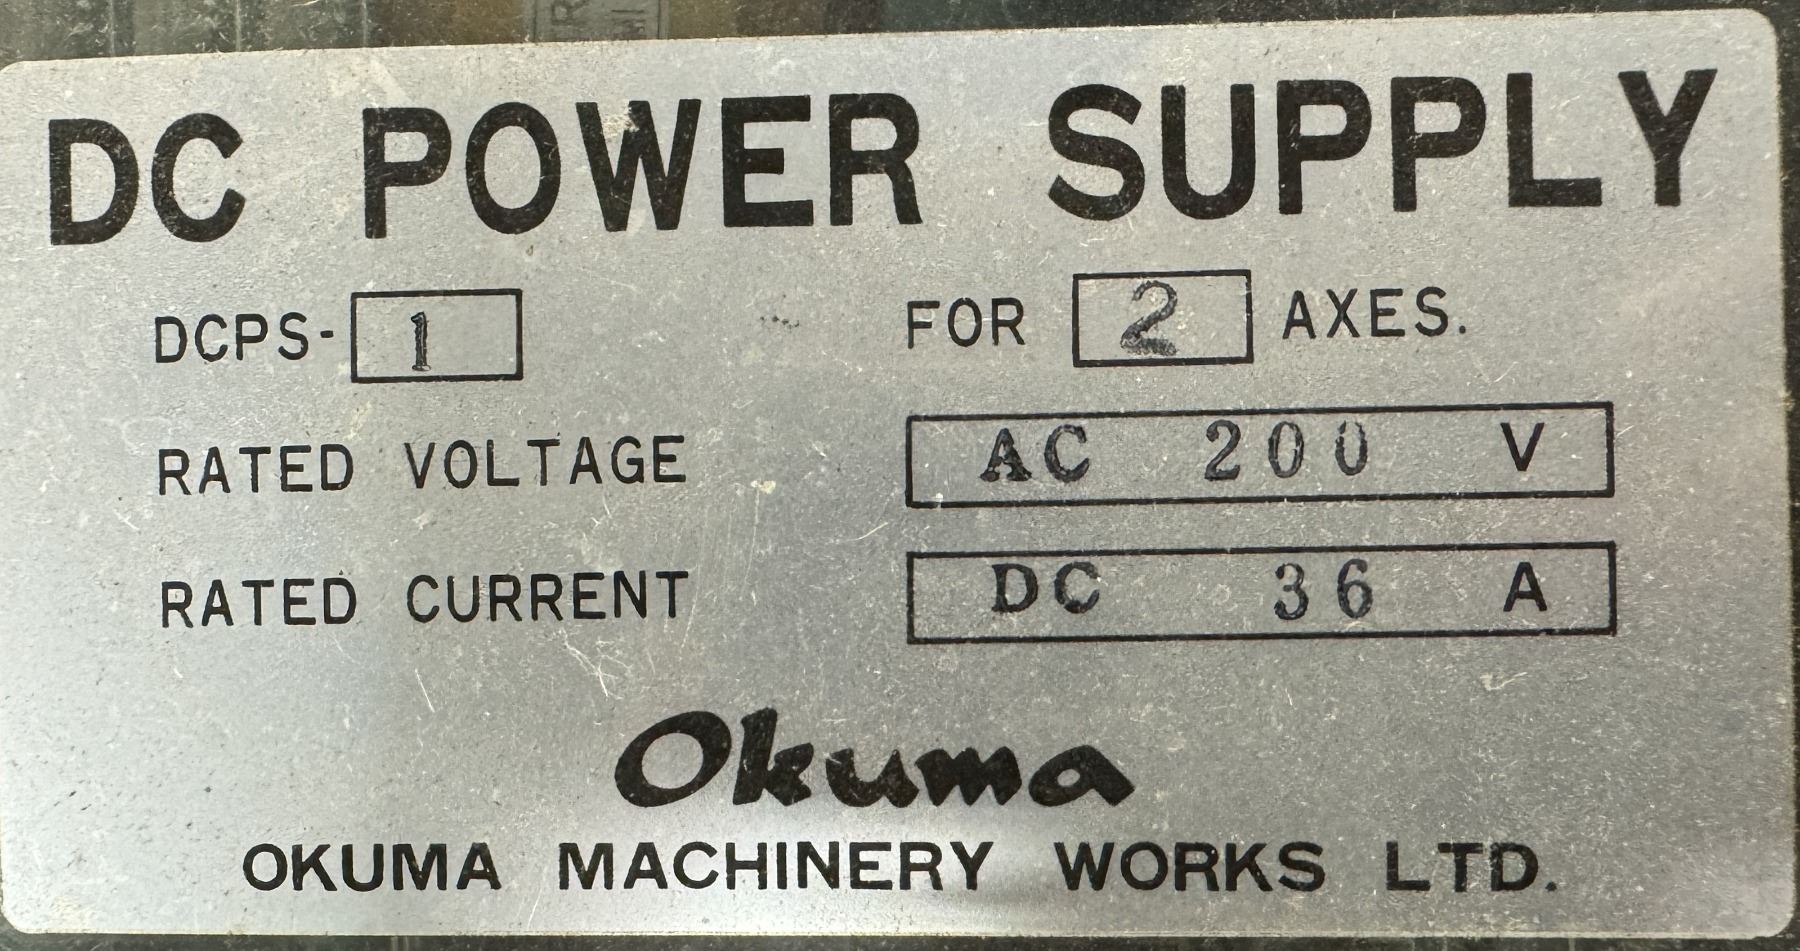 DC POWER SUPPLY
DCPS- 1 FOR 2 AXES.
RATED VOLTAGE AC 200 V
RATED CURRENT DC 36 A
Okuma
OKUMA MACHINERY WORKS LTD.